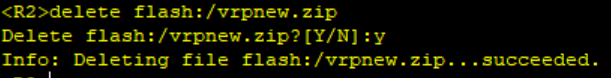 <R2>delete flash:/vrpnew.zip
Delete flash:/vrpnew.zip?[Y/N]:y
Info: Deleting file flash:/vrpnew.zip...succeeded.